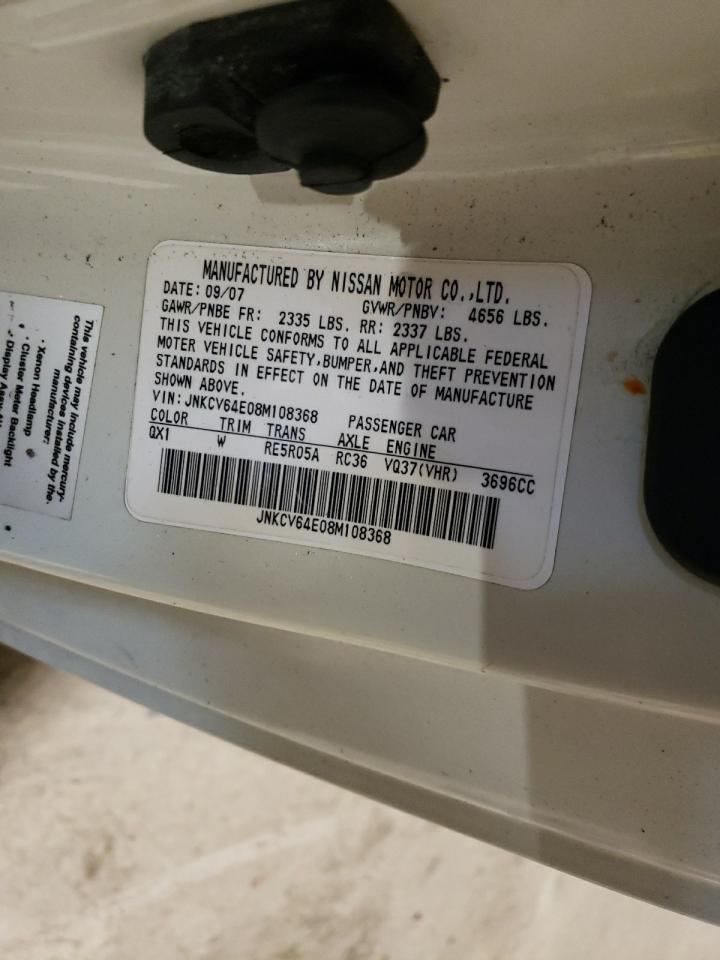 MANUFACTURED BY NISSAN MOTOR CO.,LTD.
DATE: 09/07 GVWR/PNBV: 4656 LBS.
GAWR/PNBE FR: 2335 LBS. RR: 2337 LBS.
THIS VEHICLE CONFORMS TO ALL APPLICABLE FEDERAL
MOTER VEHICLE SAFETY,BUMPER,AND THEFT PREVENTION
STANDARDS IN EFFECT ON THE DATE OF MANUFACTURE
SHOWN ABOVE.
VIN: JNKCV64E08M108368 PASSENGER CAR
COLOR TRIM TRANS AXLE ENGINE
QX1 W RE5R05A RC36 VQ37(VHR) 3696CC
JNKCV64E08M108368
This vehicle may include mercury-
containing devices installed by the
manufacturer:
· Xenon Headlamp
· Cluster Meter Backlight
Display